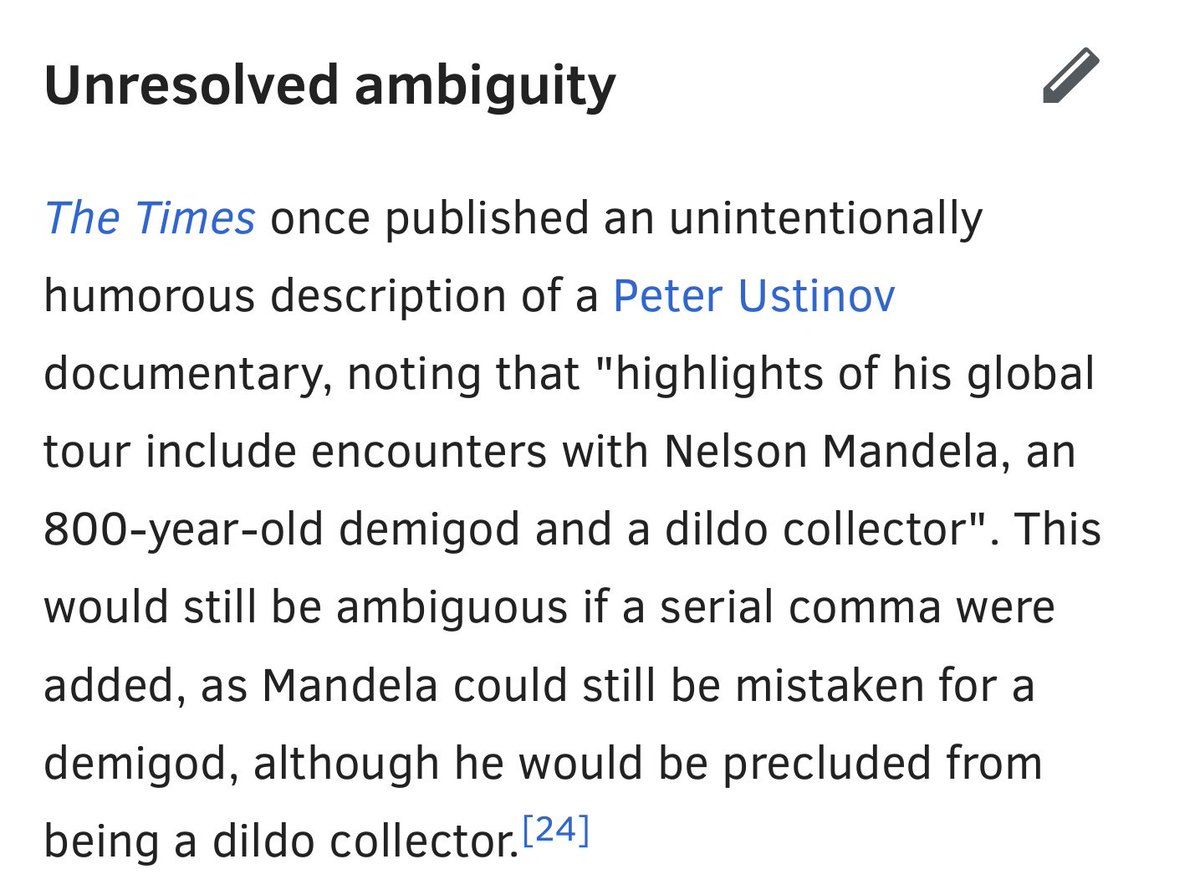 Unresolved ambiguity
The Times once published an unintentionally
humorous description of a Peter Ustinov
documentary, noting that "highlights of his global
tour include encounters with Nelson Mandela, an
800-year-old demigod and a dildo collector". This
would still be ambiguous if a serial comma were
added, as Mandela could still be mistaken for a
demigod, although he would be precluded from
being a dildo collector.[24]